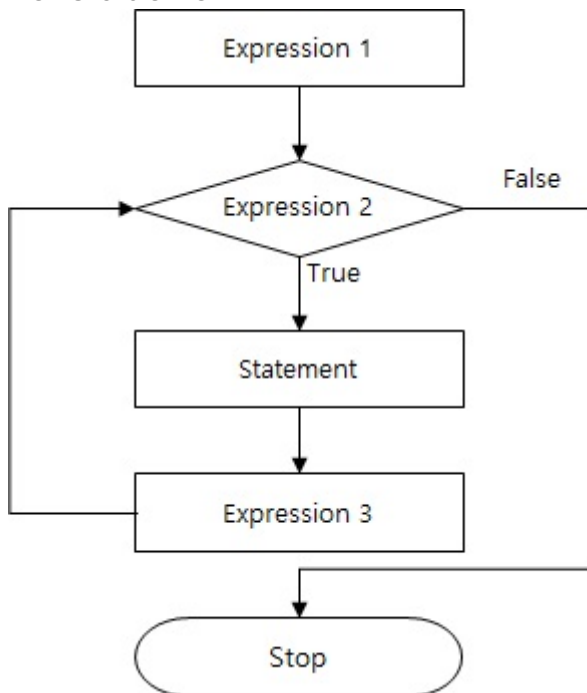 Expression 1
False
Expression 2
True
Statement
Expression 3
Stop